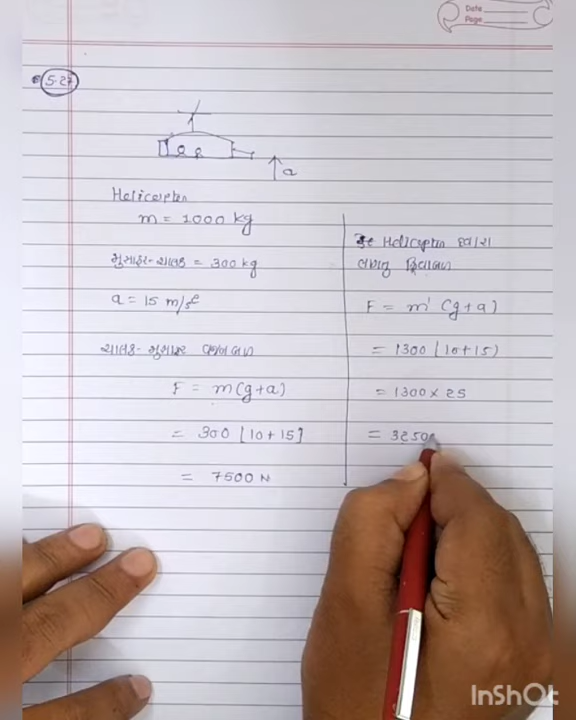 Date
Page
5.27
a
Helicopter
m = 1000 kg
મુસાફર-ચાલક = 300 kg
a = 15 m/s²
ચાલક-મુસાફર
F = m(g+a)
= 300 [10+15]
= 7500 N
Helicopter દ્વારા
લાગતું
F = m' (g+a)
= 1300 [10+15)
= 1300 × 25
= 3250
InShOt